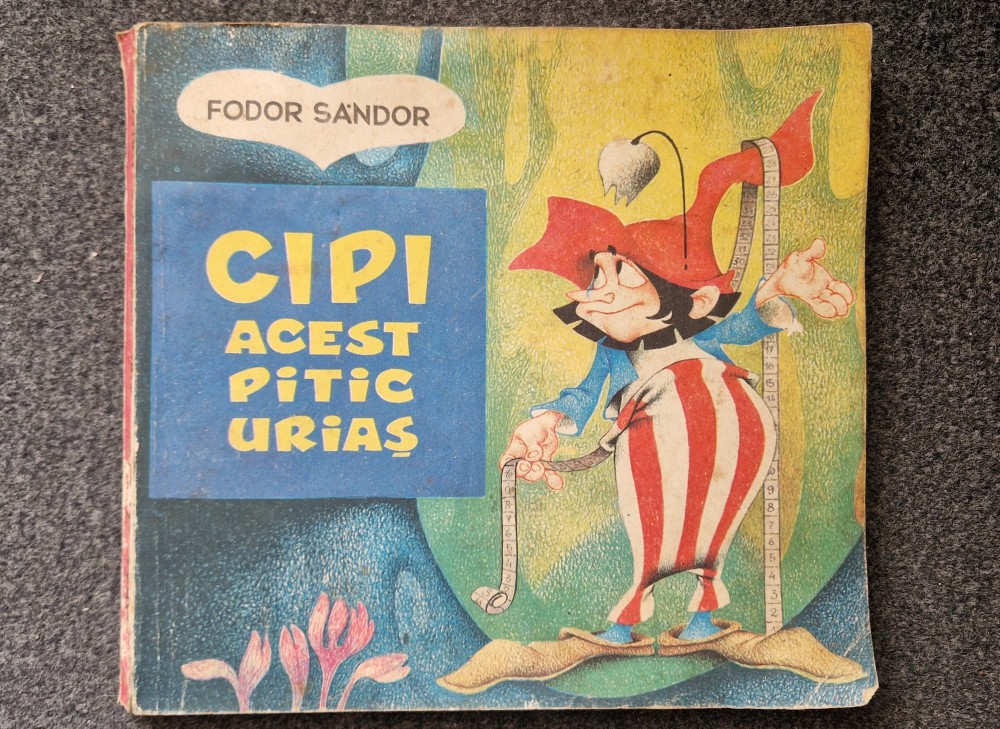 FODOR SÁNDOR
CIPI
ACEST
PITIC
URIAȘ